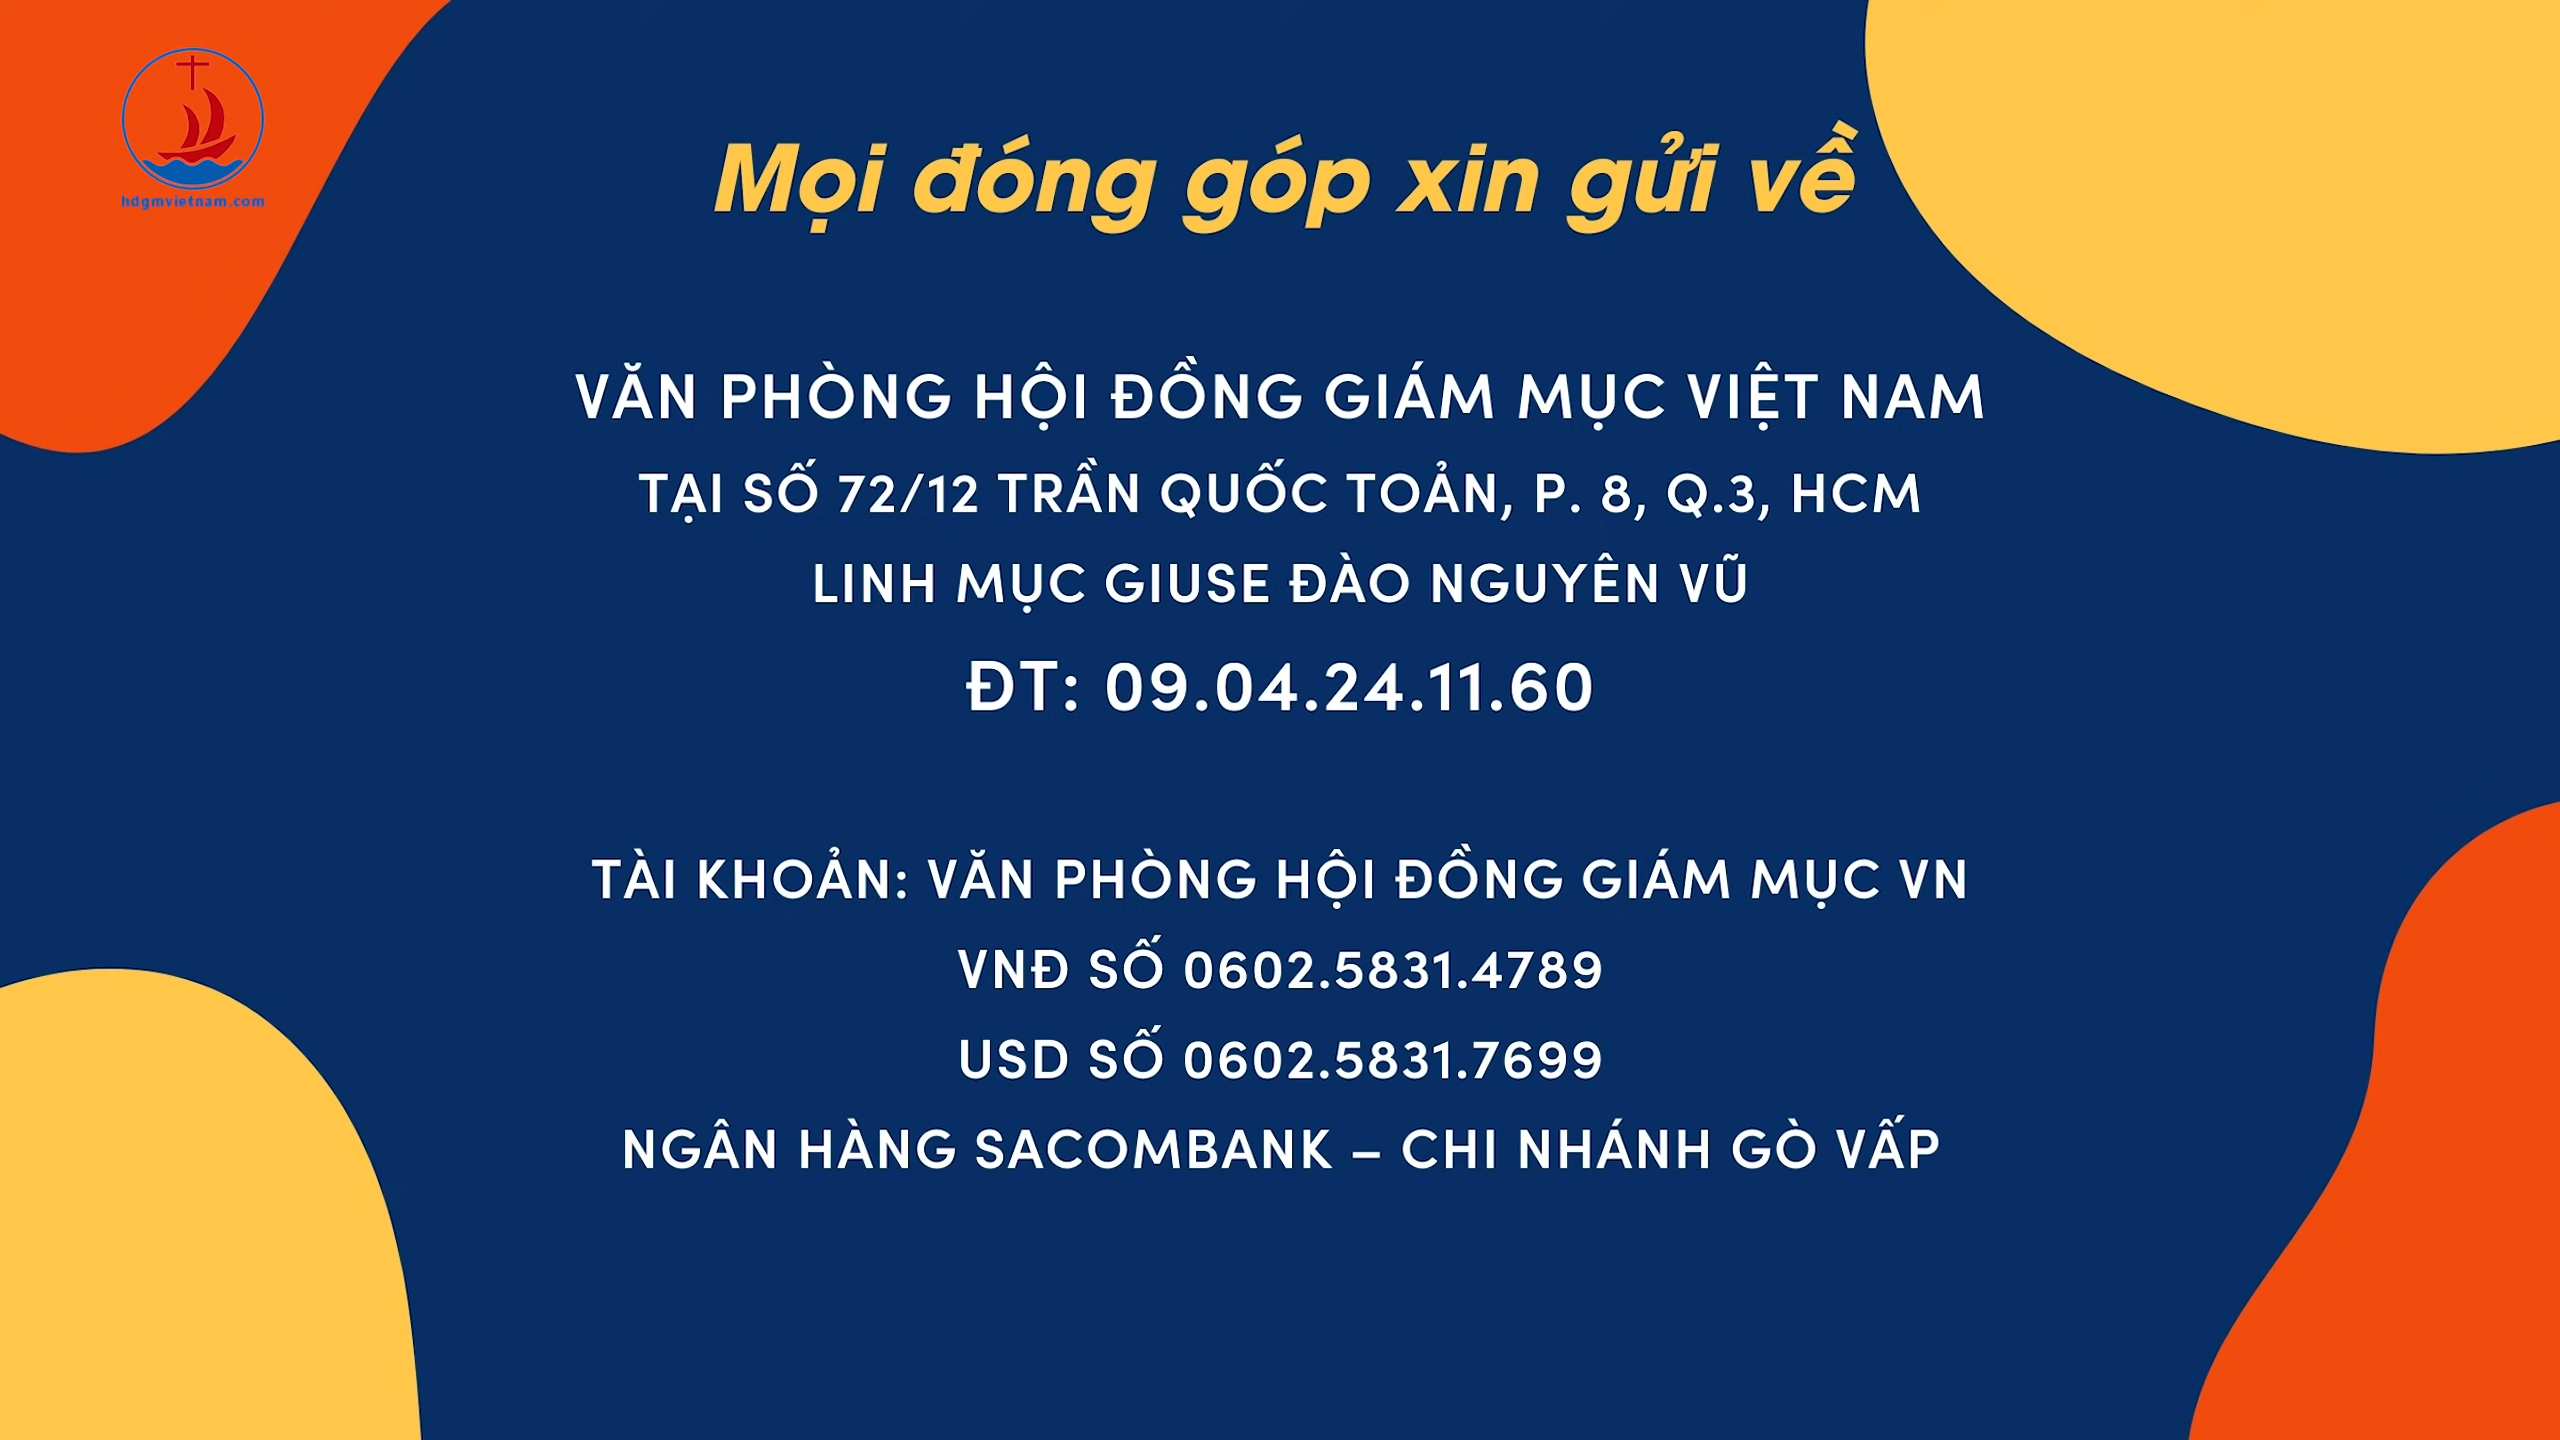 hdgmvietnam.com
Mọi đóng góp xin gửi về
VĂN PHÒNG HỘI ĐỒNG GIÁM MỤC VIỆT NAM
TẠI SỐ 72/12 TRẦN QUỐC TOẢN, P. 8, Q.3, HCM
LINH MỤC GIUSE ĐÀO NGUYÊN VŨ
ĐT: 09.04.24.11.60
TÀI KHOẢN: VĂN PHÒNG HỘI ĐỒNG GIÁM MỤC VN
VNĐ SỐ 0602.5831.4789
USD SỐ 0602.5831.7699
NGÂN HÀNG SACOMBANK – CHI NHÁNH GÒ VẤP